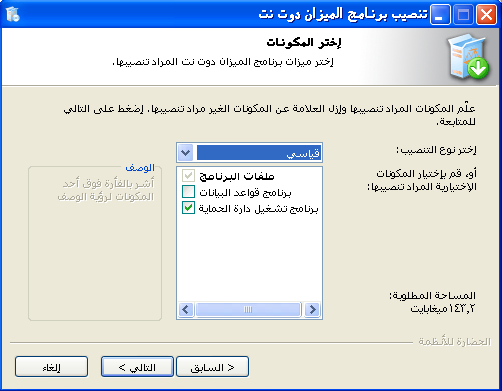 تنصيب برنامج الميزان دوت نت
إختر المكونات
إختر ميزات برنامج الميزان دوت نت المراد تنصيبها.
علّم المكونات المراد تنصيبها وإزل العلامة عن المكونات الغير مراد تنصيبها. إضغط على التالي
للمتابعة.
إختر نوع التنصيب:
قياسي
أو، قم بإختيار المكونات
الإختيارية المراد تنصيبها:
ملفات البرنامج
برنامج قواعد البيانات
برنامج تشغيل دارة الحماية
الوصف
أشر بالفأرة فوق أحد
المكونات لرؤية الوصف
المساحة المطلوبة:
١٤٣,٢ميغابايت
الحضارة للأنظمة
< السابق
التالي >
إلغاء